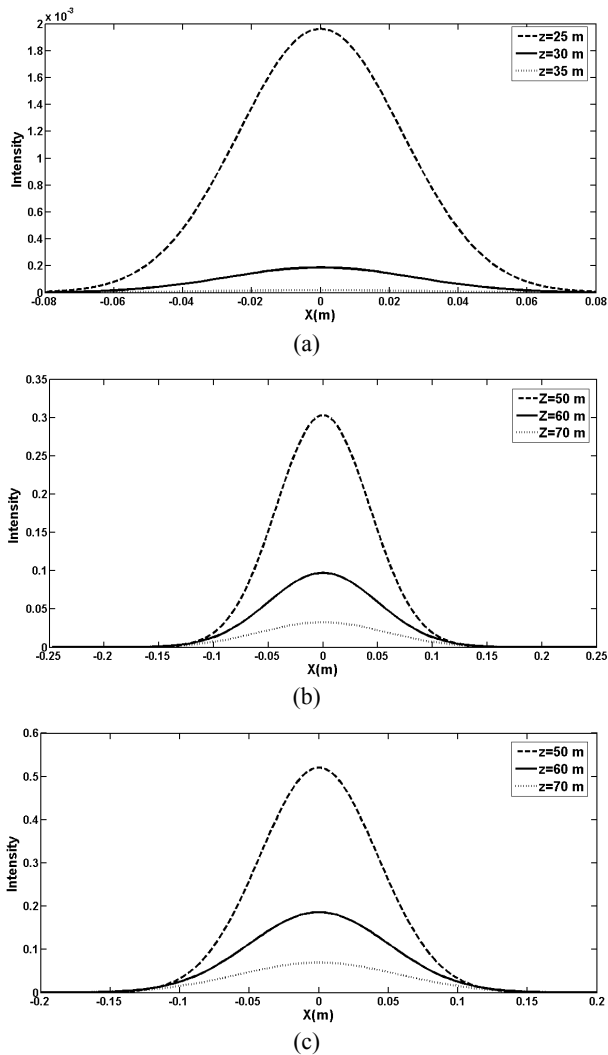 x 10⁻³
2
1.8
1.6
1.4
1.2
1
0.8
0.6
0.4
0.2
0
Intensity
z=25 m
z=30 m
z=35 m
-0.08 -0.06 -0.04 -0.02 0 0.02 0.04 0.06 0.08
X(m)
(a)
0.35
0.3
0.25
0.2
0.15
0.1
0.05
0
Intensity
Z=50 m
Z=60 m
Z=70 m
-0.25 -0.2 -0.15 -0.1 -0.05 0 0.05 0.1 0.15 0.2 0.25
X(m)
(b)
0.6
0.5
0.4
0.3
0.2
0.1
0
Intensity
z=50 m
z=60 m
z=70 m
-0.2 -0.15 -0.1 -0.05 0 0.05 0.1 0.15 0.2
X(m)
(c)